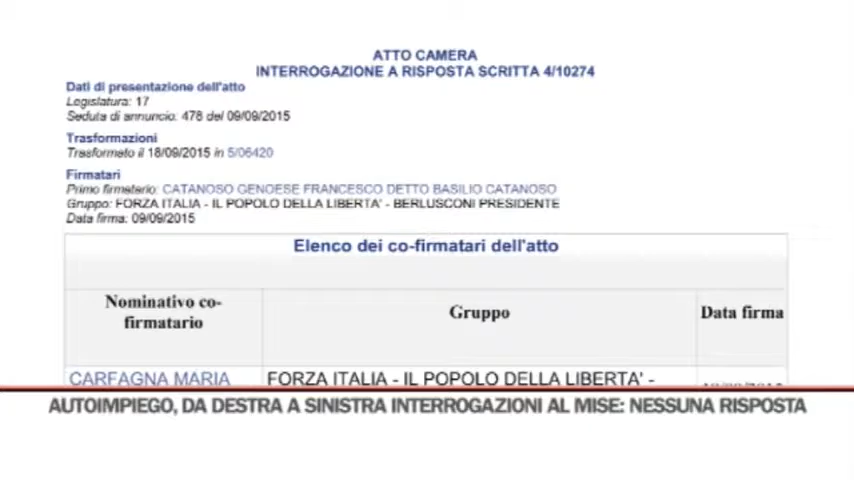 ATTO CAMERA
INTERROGAZIONE A RISPOSTA SCRITTA 4/10274
Dati di presentazione dell'atto
Legislatura: 17
Seduta di annuncio: 478 del 09/09/2015
Trasformazioni
Trasformato il 18/09/2015 in 5/06420
Firmatari
Primo firmatario: CATANOSO GENOESE FRANCESCO DETTO BASILIO CATANOSO
Gruppo: FORZA ITALIA - IL POPOLO DELLA LIBERTA' - BERLUSCONI PRESIDENTE
Data firma: 09/09/2015
Elenco dei co-firmatari dell'atto
Nominativo co-
firmatario
Gruppo
Data firma
CARFAGNA MARIA
FORZA ITALIA - IL POPOLO DELLA LIBERTA' -
AUTOIMPIEGO, DA DESTRA A SINISTRA INTERROGAZIONI AL MISE: NESSUNA RISPOSTA